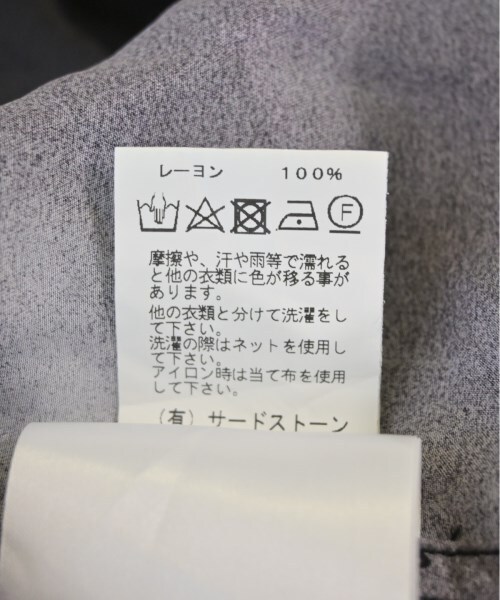 レーヨン 100%
F
摩擦や、汗や雨等で濡れる
と他の衣類に色が移る事が
あります。
他の衣類と分けて洗濯をし
て下さい。
洗濯の際はネットを使用し
て下さい。
アイロン時は当て布を使用
して下さい。
(有)サードストーン